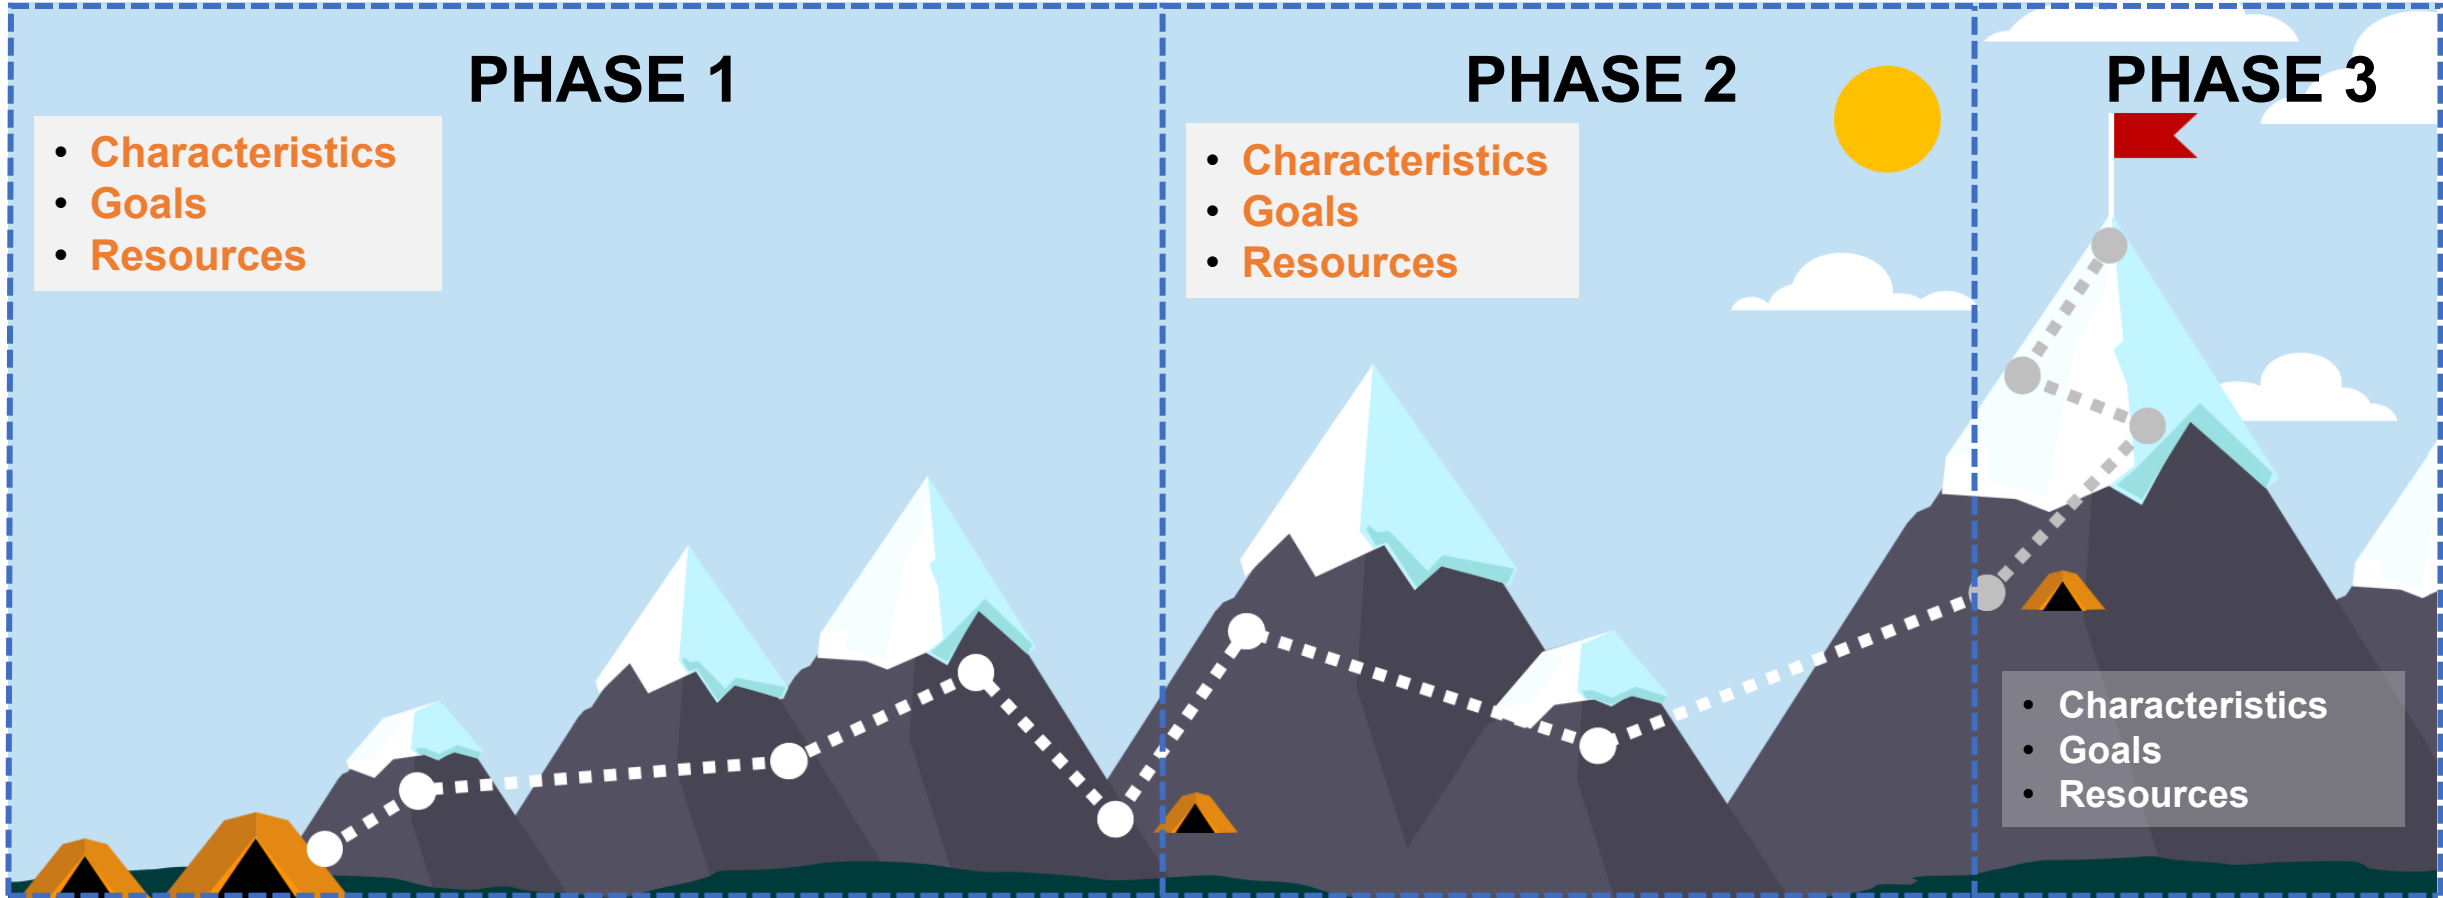 PHASE 1
• Characteristics
• Goals
• Resources
PHASE 2
• Characteristics
• Goals
• Resources
PHASE 3
• Characteristics
• Goals
• Resources